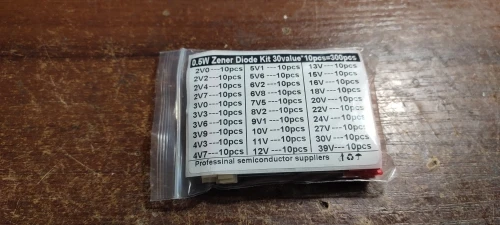 0.5W Zener Diode Kit 30value*10pcs=300pcs
2V0---10pcs 5V1---10pcs 13V---10pcs
2V2---10pcs 5V6---10pcs 15V---10pcs
2V4---10pcs 6V2---10pcs 16V---10pcs
2V7---10pcs 6V8---10pcs 18V---10pcs
3V0---10pcs 7V5---10pcs 20V---10pcs
3V3---10pcs 8V2---10pcs 22V---10pcs
3V6---10pcs 9V1---10pcs 24V---10pcs
3V9---10pcs 10V---10pcs 27V---10pcs
4V3---10pcs 11V---10pcs 30V---10pcs
4V7---10pcs 12V---10pcs 39V---10pcs
Professinal semiconductor suppliers